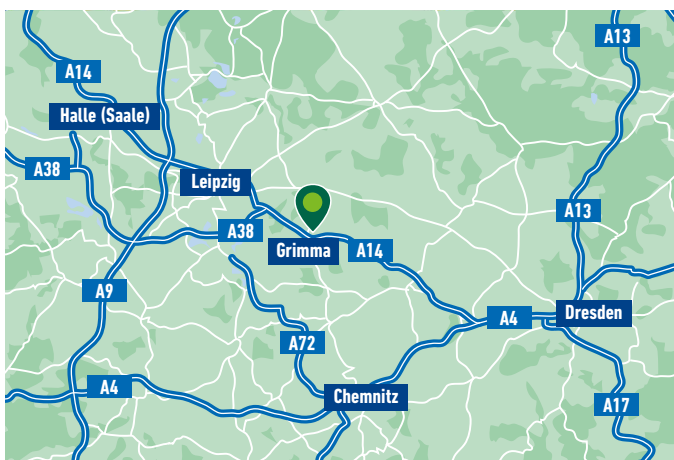 A13
A14
Halle (Saale)
A38
Leipzig
A13
A38
Grimma
A14
A9
A4
Dresden
A72
A4
Chemnitz
A17